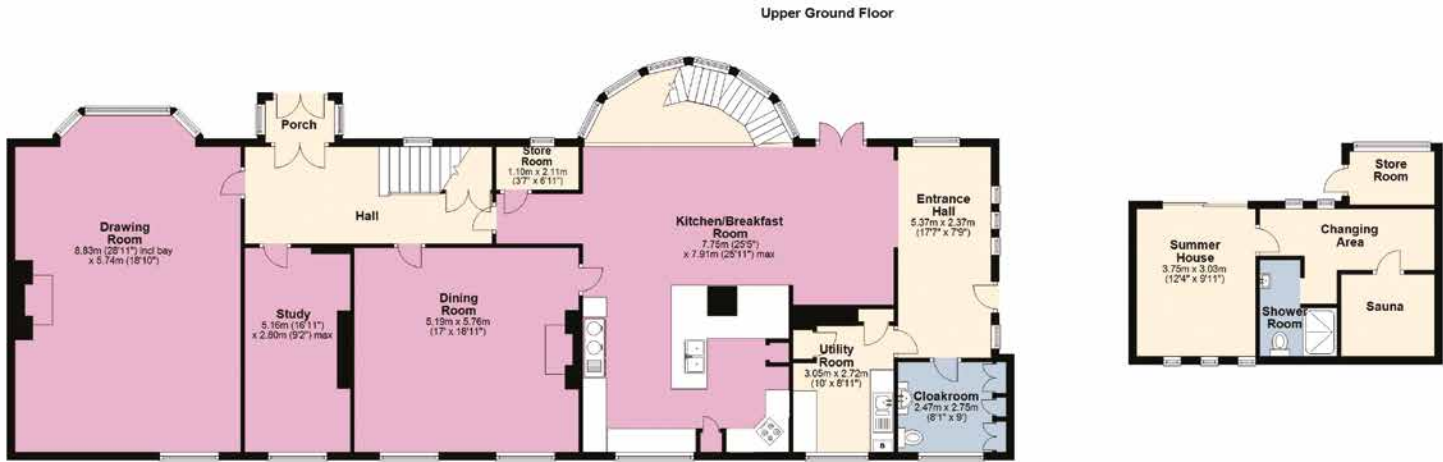 Upper Ground Floor
Porch
Store
Room
1.10m x 2.11m
(3'7" x 6'11")
Hall
Drawing
Room
8.83m (28'11") incl bay
x 5.74m (18'10")
Study
5.16m (16'11")
x 2.80m (9'2") max
Dining
Room
5.19m x 5.76m
(17' x 18'11")
Kitchen/Breakfast
Room
7.75m (25'5")
x 7.91m (25'11") max
Entrance
Hall
5.37m x 2.37m
(17'7" x 7'9")
Utility
Room
3.05m x 2.72m
(10' x 8'11")
Cloakroom
2.47m x 2.75m
(8'1" x 9')
B
Store
Room
Summer
House
3.75m x 3.03m
(12'4" x 9'11")
Changing
Area
Shower
Room
Sauna